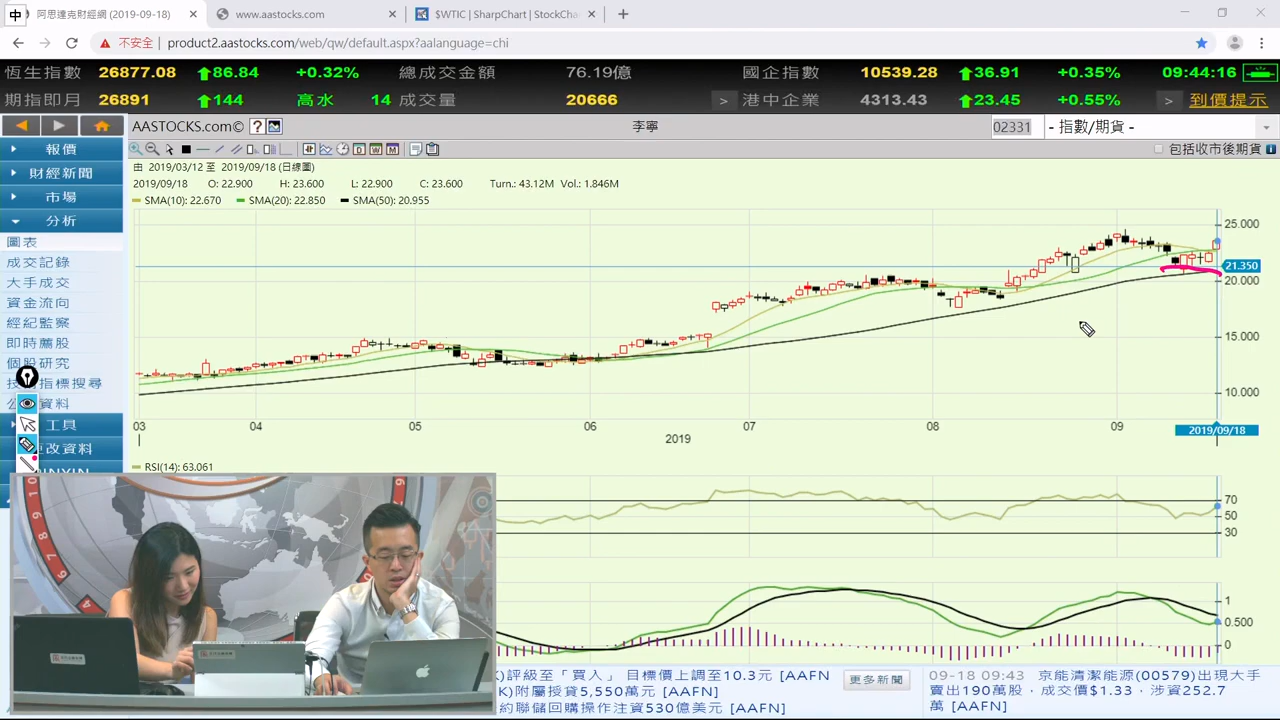 中
阿思達克財經網 (2019-09-18)
www.aastocks.com
$WTIC | SharpChart | StockCha
不安全
product2.aastocks.com/web/qw/default.aspx?aalanguage=chi
恆生指數 26877.08 86.84 +0.32% 總成交金額 76.19億 國企指數 10539.28 36.91 +0.35% 09:44:16
期指即月 26891 144 高水 14 成交量 20666 > 港中企業 4313.43 23.45 +0.55% > 到價提示
AASTOCKS.com© ? 李寧 02331 - 指數/期貨 -
D W M 包括收市後期貨 i
報價
財經新聞
市場
分析
圖表
成交記錄
大手成交
資金流向
經紀監察
即時薦股
個股研究
指標搜尋
資料
工具
更改資料
由 2019/03/12 至 2019/09/18 (日線圖)
2019/09/18 O: 22.900 H: 23.600 L: 22.900 C: 23.600 Turn.: 43.12M Vol.: 1.846M
SMA(10): 22.670 SMA(20): 22.850 SMA(50): 20.955
25.000
21.350
20.000
15.000
10.000
03 04 05 06 07 08 09 2019/09/18
2019
RSI(14): 63.061
70
50
30
1
0.500
0
評級至「買入」 目標價上調至10.3元 [AAFN
K)附屬授貸5,550萬元 [AAFN]
約聯儲回購操作注資530億美元 [AAFN]
更多新聞
09-18 09:43 京能清潔能源(00579)出現大手
賣出190萬股，成交價$1.33，涉資252.7
萬 [AAFN]